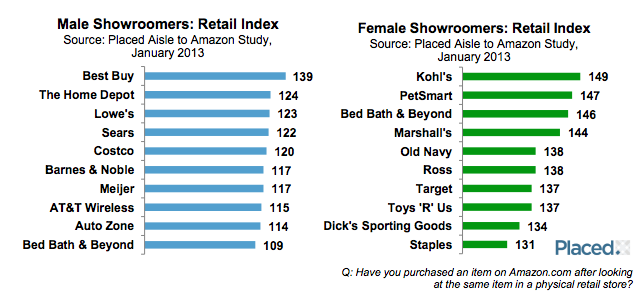 Male Showroomers: Retail Index
Source: Placed Aisle to Amazon Study,
January 2013
Best Buy 139
The Home Depot 124
Lowe's 123
Sears 122
Costco 120
Barnes & Noble 117
Meijer 117
AT&T Wireless 115
Auto Zone 114
Bed Bath & Beyond 109
Female Showroomers: Retail Index
Source: Placed Aisle to Amazon Study,
January 2013
Kohl's 149
PetSmart 147
Bed Bath & Beyond 146
Marshall's 144
Old Navy 138
Ross 138
Target 137
Toys 'R' Us 137
Dick's Sporting Goods 134
Staples 131
Placed
Q: Have you purchased an item on Amazon.com after looking
at the same item in a physical retail store?